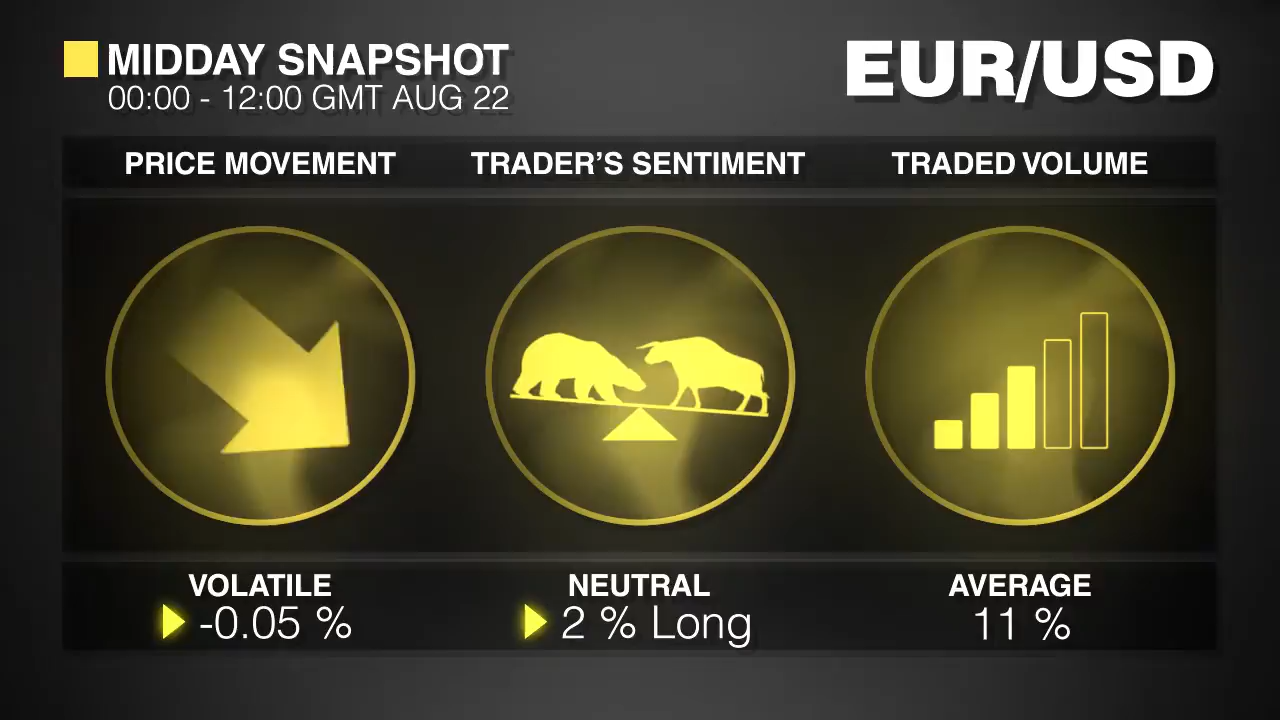 MIDDAY SNAPSHOT
00:00 - 12:00 GMT AUG 22
EUR/USD
PRICE MOVEMENT
TRADER’S SENTIMENT
TRADED VOLUME
VOLATILE
-0.05 %
NEUTRAL
2 % Long
AVERAGE
11 %